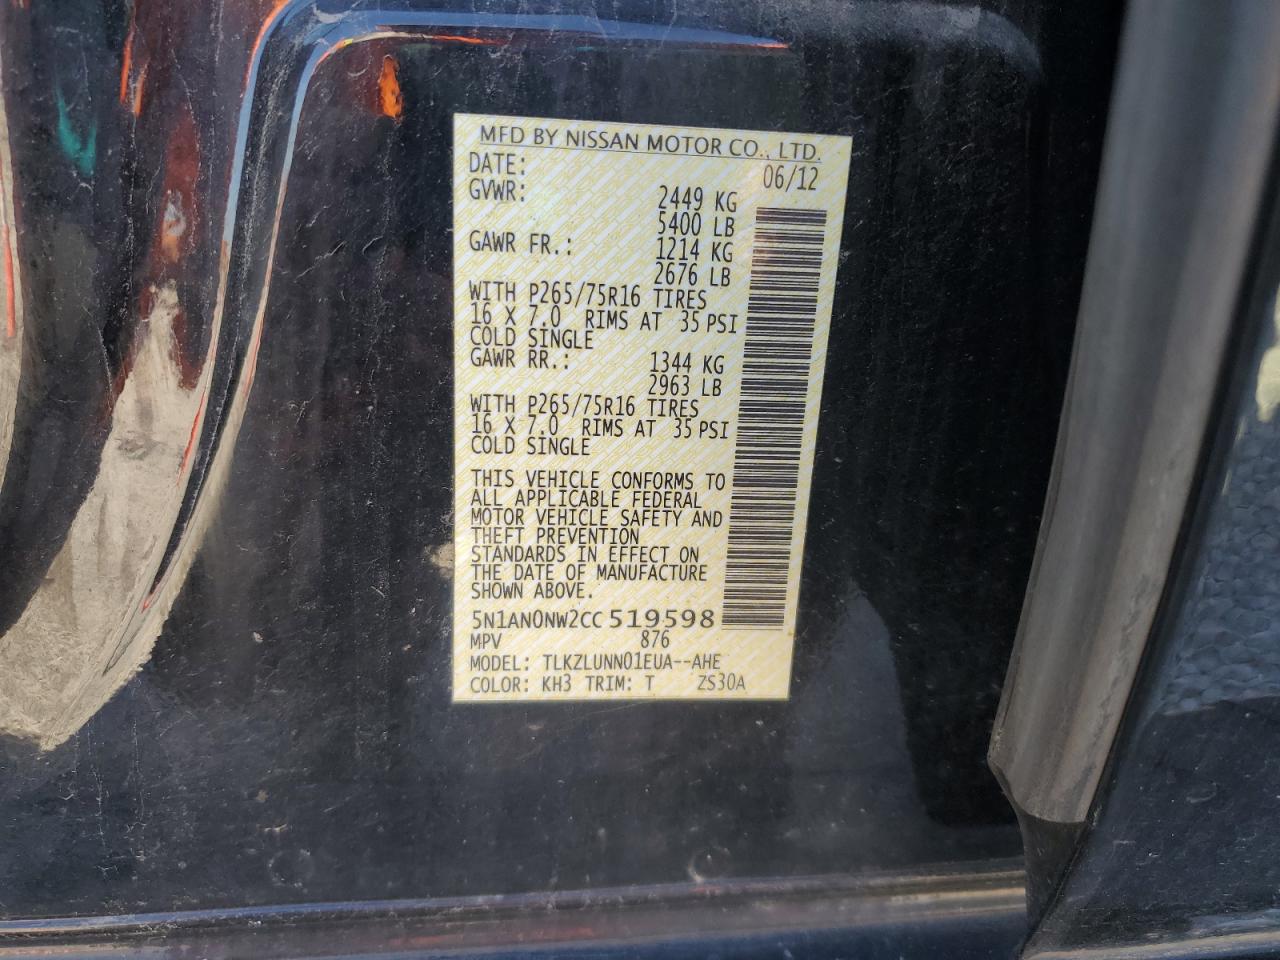 MFD BY NISSAN MOTOR CO., LTD.
DATE: 06/12
GVWR: 2449 KG
5400 LB
GAWR FR.: 1214 KG
2676 LB
WITH P265/75R16 TIRES
16 X 7.0 RIMS AT 35 PSI
COLD SINGLE
GAWR RR.: 1344 KG
2963 LB
WITH P265/75R16 TIRES
16 X 7.0 RIMS AT 35 PSI
COLD SINGLE
THIS VEHICLE CONFORMS TO
ALL APPLICABLE FEDERAL
MOTOR VEHICLE SAFETY AND
THEFT PREVENTION
STANDARDS IN EFFECT ON
THE DATE OF MANUFACTURE
SHOWN ABOVE.
5N1AN0NW2CC519598
MPV 876
MODEL: TLKZLUNN01EUA--AHE
COLOR: KH3 TRIM: T ZS30A